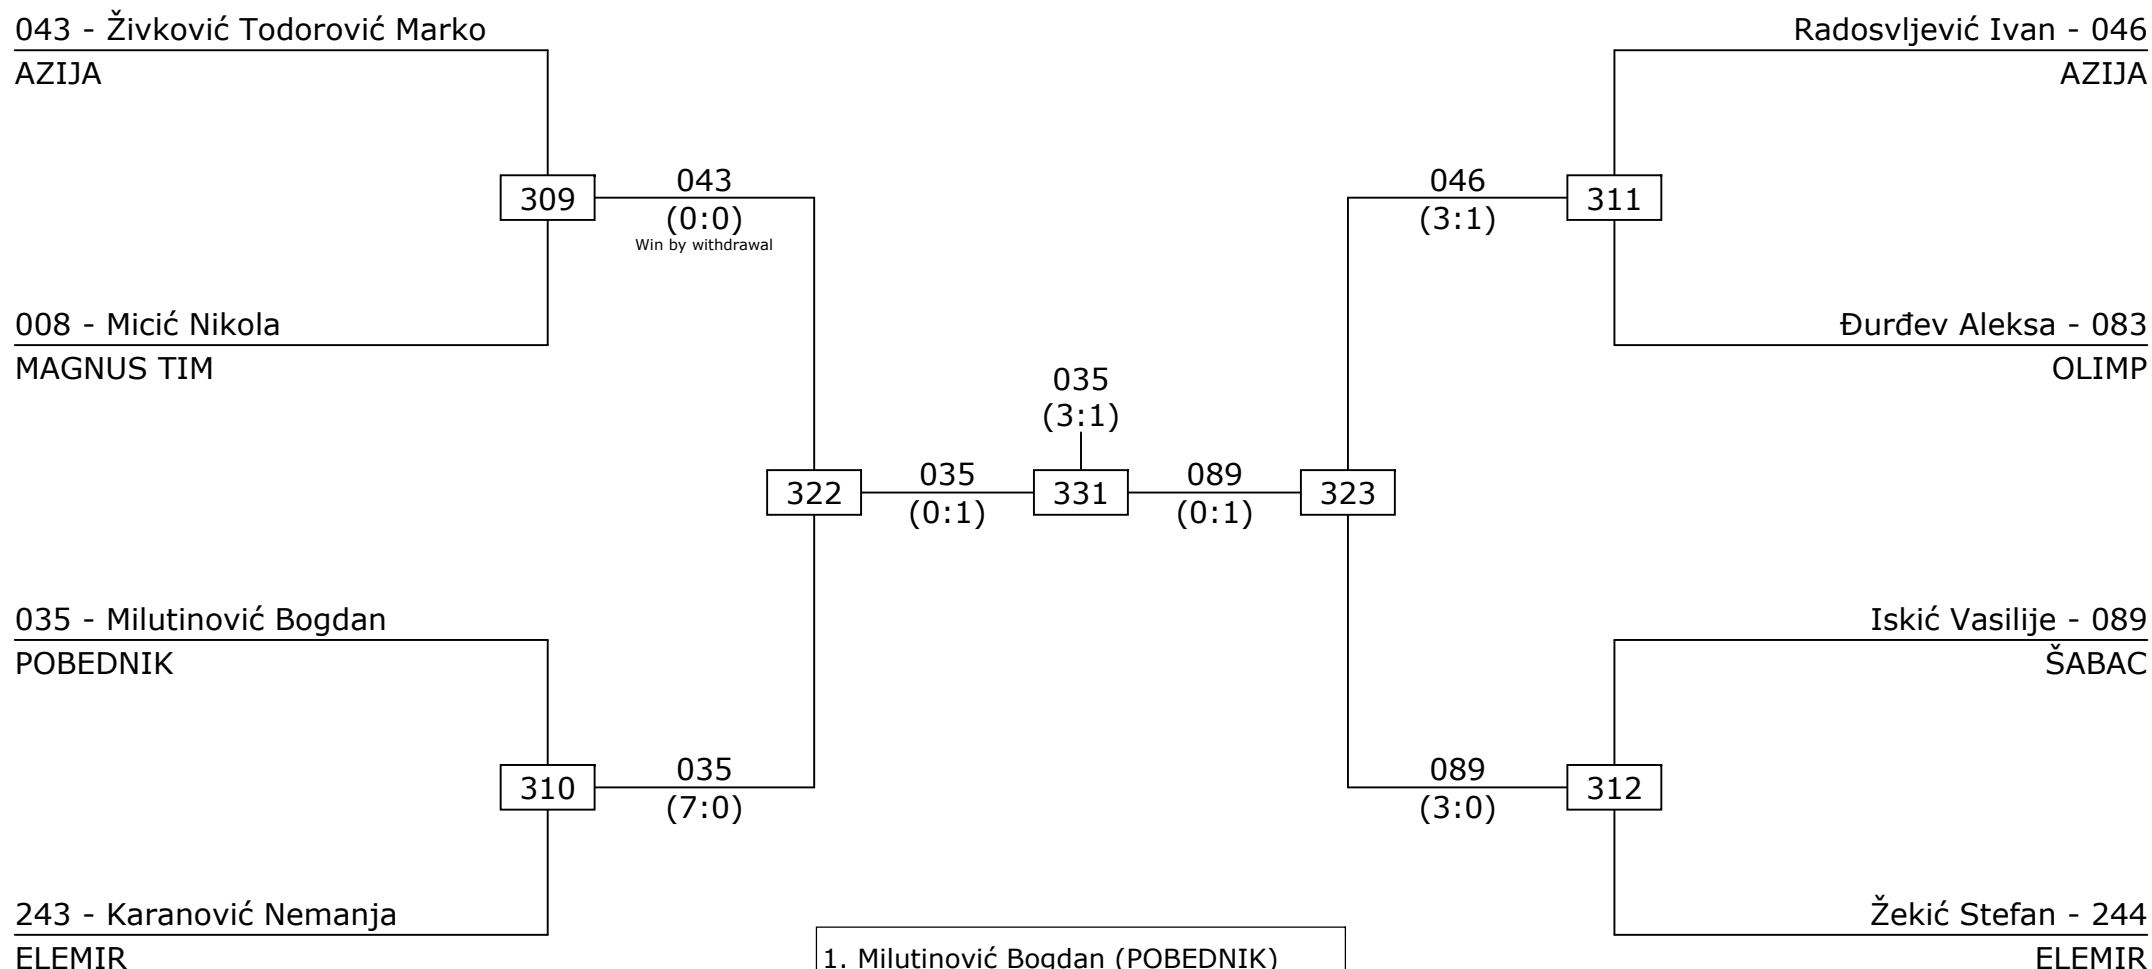 043 - Živković Todorović Marko
AZIJA
Radosvljević Ivan - 046
AZIJA
309
043
(0:0)
Win by withdrawal
046
(3:1)
311
008 - Micić Nikola
MAGNUS TIM
Đurđev Aleksa - 083
OLIMP
035
(3:1)
322
035
(0:1)
331
089
(0:1)
323
035 - Milutinović Bogdan
POBEDNIK
Iskić Vasilije - 089
ŠABAC
310
035
(7:0)
089
(3:0)
312
243 - Karanović Nemanja
ELEMIR
Žekić Stefan - 244
ELEMIR
1. Milutinović Bogdan (POBEDNIK)